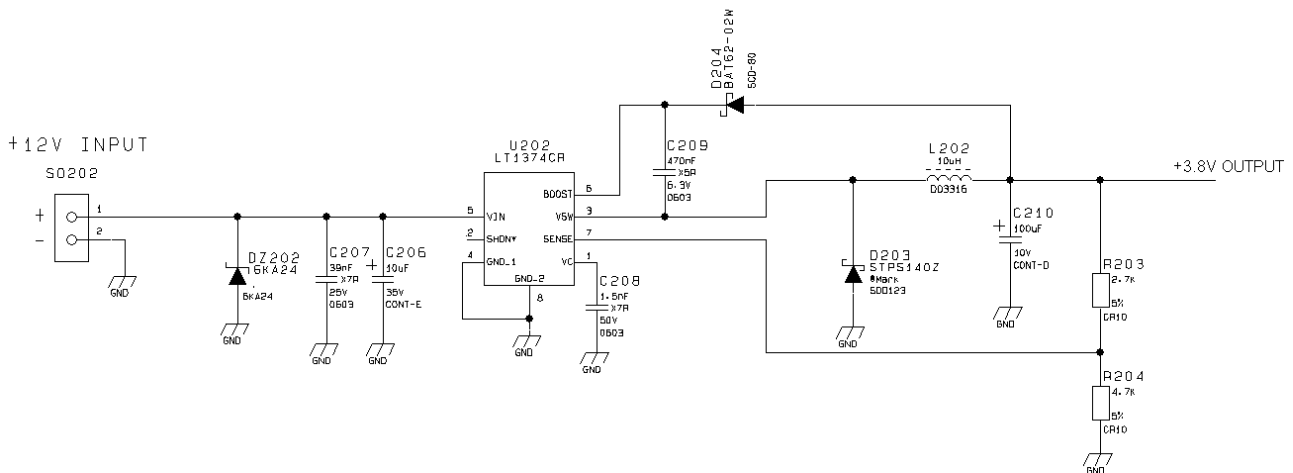 +12V INPUT
SO202
+
1
-
2
GND
DZ202
6KA24
6KA24
GND
C207
39nF
X7R
25V
0603
GND
+
C206
10uF
35V
CONT-E
GND
U202
LT1374CR
5
VIN
2
SHDN*
4
GND_1
GND_2
8
BOOST
6
VSW
3
SENSE
7
VC
1
GND
C208
1.5nF
X7R
50V
0603
GND
C209
470nF
X5R
6.3V
0603
D204
BAT62-02W
SCD-80
D203
STPS140Z
*Mark
SOD123
GND
L202
10uH
DO3316
+3.8V OUTPUT
+
C210
100uF
10V
CONT-D
GND
R203
2.7K
5%
CR10
R204
4.7K
5%
CR10
GND